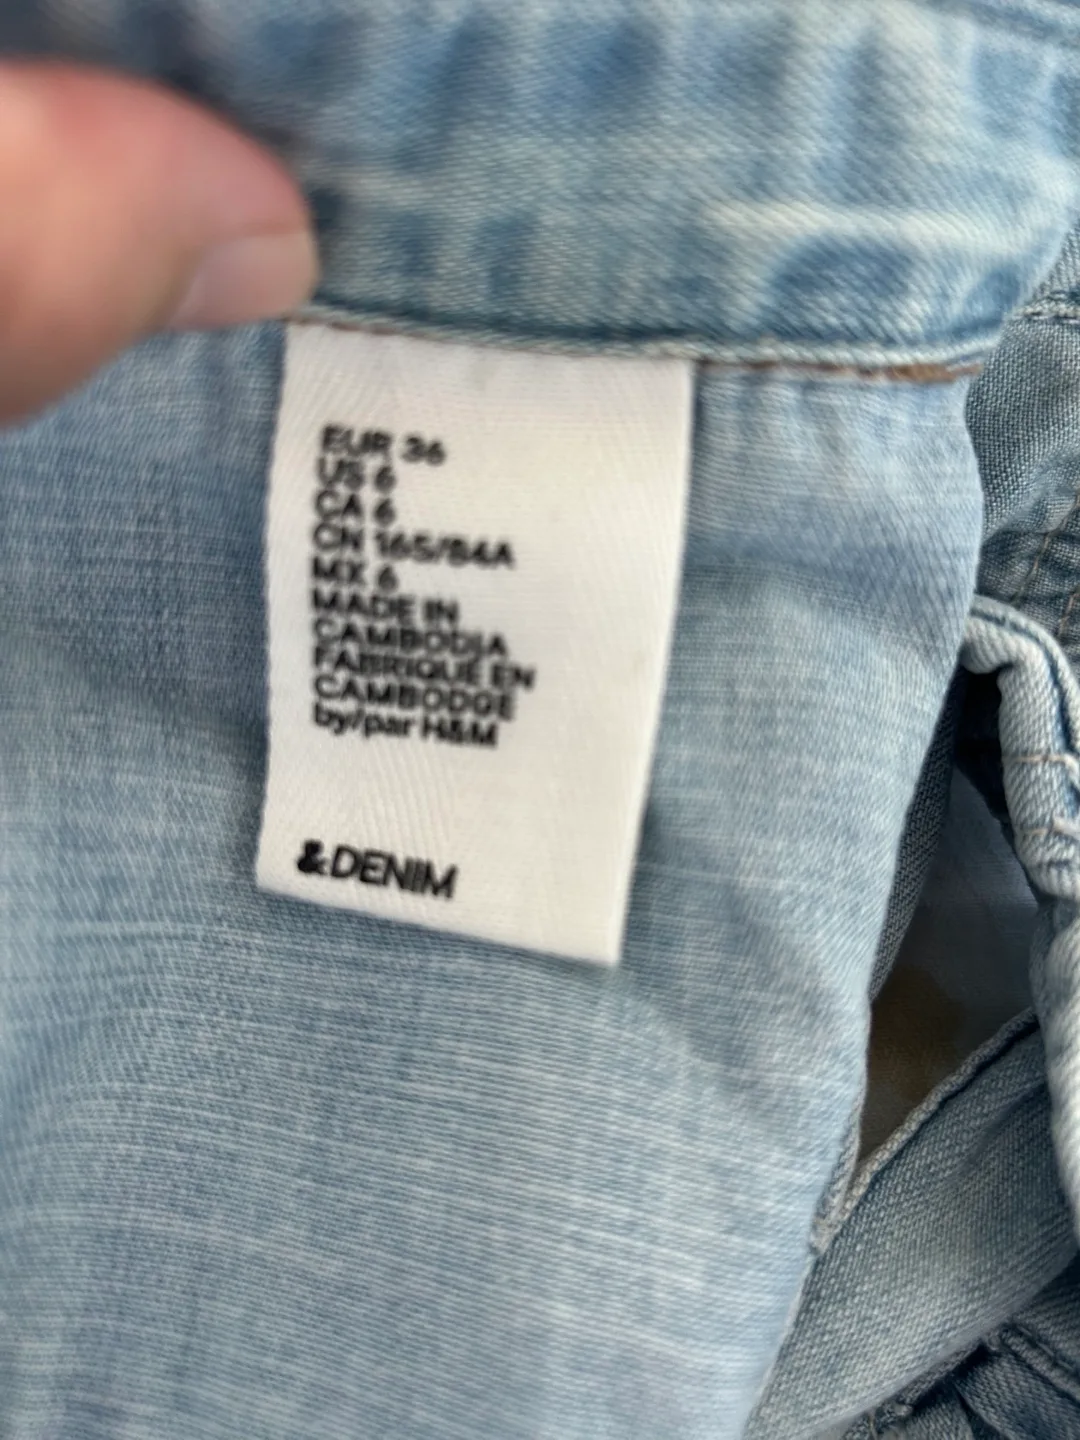 EUR 36
US 6
CA 6
CN 165/84A
MX 6
MADE IN
CAMBODIA
FABRIQUÉ EN
CAMBODGE
by/par H&M
&DENIM